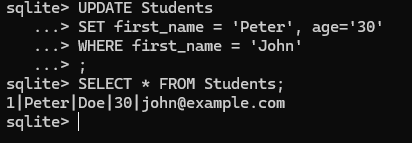 sqlite> UPDATE Students
   ...> SET first_name = 'Peter', age='30'
   ...> WHERE first_name = 'John'
   ...> ;
sqlite> SELECT * FROM Students;
1|Peter|Doe|30|john@example.com
sqlite>